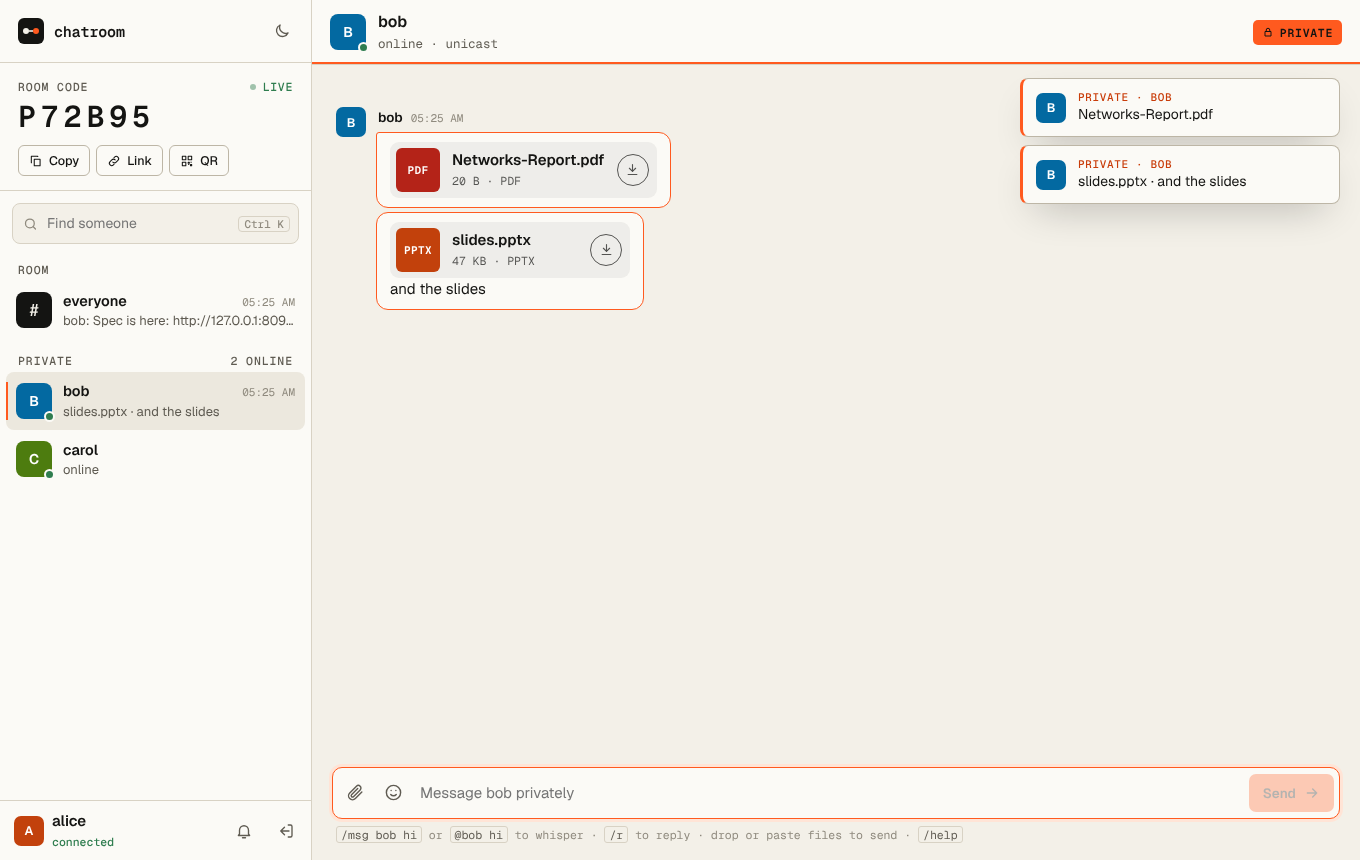 chatroom
ROOM CODE
LIVE
P72B95
Copy
Link
QR
Find someone
Ctrl K
ROOM
#
everyone
05:25 AM
bob: Spec is here: http://127.0.0.1:809…
PRIVATE
2 ONLINE
B
bob
05:25 AM
slides.pptx · and the slides
C
carol
online
A
alice
connected
B
bob
online · unicast
PRIVATE
B
bob 05:25 AM
PDF
Networks-Report.pdf
20 B · PDF
PPTX
slides.pptx
47 KB · PPTX
and the slides
B
PRIVATE · BOB
Networks-Report.pdf
B
PRIVATE · BOB
slides.pptx · and the slides
Message bob privately
Send
/msg bob hi or @bob hi to whisper · /r to reply · drop or paste files to send · /help